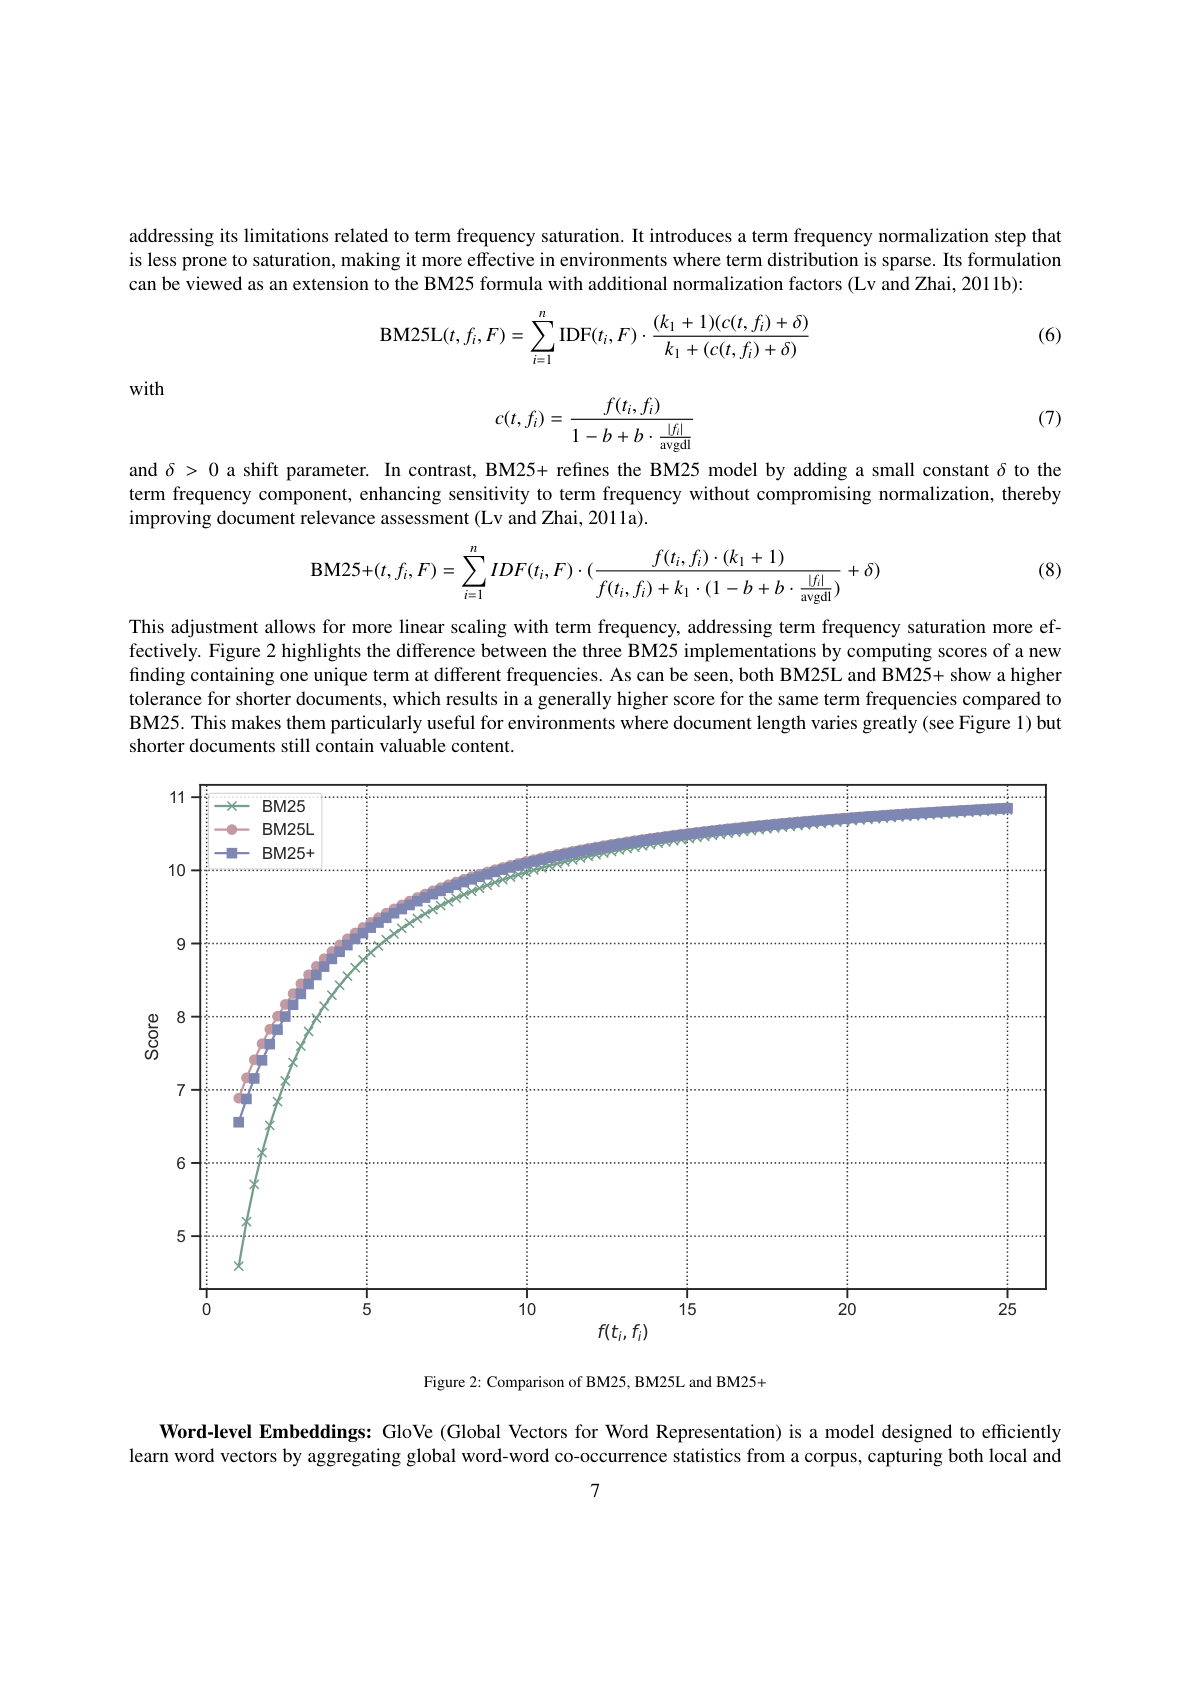 addressing its limitations related to term frequency saturation. It introduces a term frequency normalization step that
is less prone to saturation, making it more effective in environments where term distribution is sparse. Its formulation
can be viewed as an extension to the BM25 formula with additional normalization factors (Lv and Zhai, 2011b):
BM25L(t, f_i, F) = \sum_{i=1}^{n} IDF(t_i, F) · \frac{(k_1 + 1)(c(t, f_i) + δ)}{k_1 + (c(t, f_i) + δ)} (6)
with
c(t, f_i) = \frac{f(t_i, f_i)}{1 − b + b · \frac{|f_i|}{avgdl}} (7)
and δ > 0 a shift parameter. In contrast, BM25+ refines the BM25 model by adding a small constant δ to the
term frequency component, enhancing sensitivity to term frequency without compromising normalization, thereby
improving document relevance assessment (Lv and Zhai, 2011a).
BM25+(t, f_i, F) = \sum_{i=1}^{n} IDF(t_i, F) · (\frac{f(t_i, f_i) · (k_1 + 1)}{f(t_i, f_i) + k_1 · (1 − b + b · \frac{|f_i|}{avgdl})} + δ) (8)
This adjustment allows for more linear scaling with term frequency, addressing term frequency saturation more ef-
fectively. Figure 2 highlights the difference between the three BM25 implementations by computing scores of a new
finding containing one unique term at different frequencies. As can be seen, both BM25L and BM25+ show a higher
tolerance for shorter documents, which results in a generally higher score for the same term frequencies compared to
BM25. This makes them particularly useful for environments where document length varies greatly (see Figure 1) but
shorter documents still contain valuable content.
11
10
9
8
7
6
5
Score
BM25
BM25L
BM25+
0 5 10 15 20 25
f(t_i, f_i)
Figure 2: Comparison of BM25, BM25L and BM25+
Word-level Embeddings: GloVe (Global Vectors for Word Representation) is a model designed to efficiently
learn word vectors by aggregating global word-word co-occurrence statistics from a corpus, capturing both local and
7